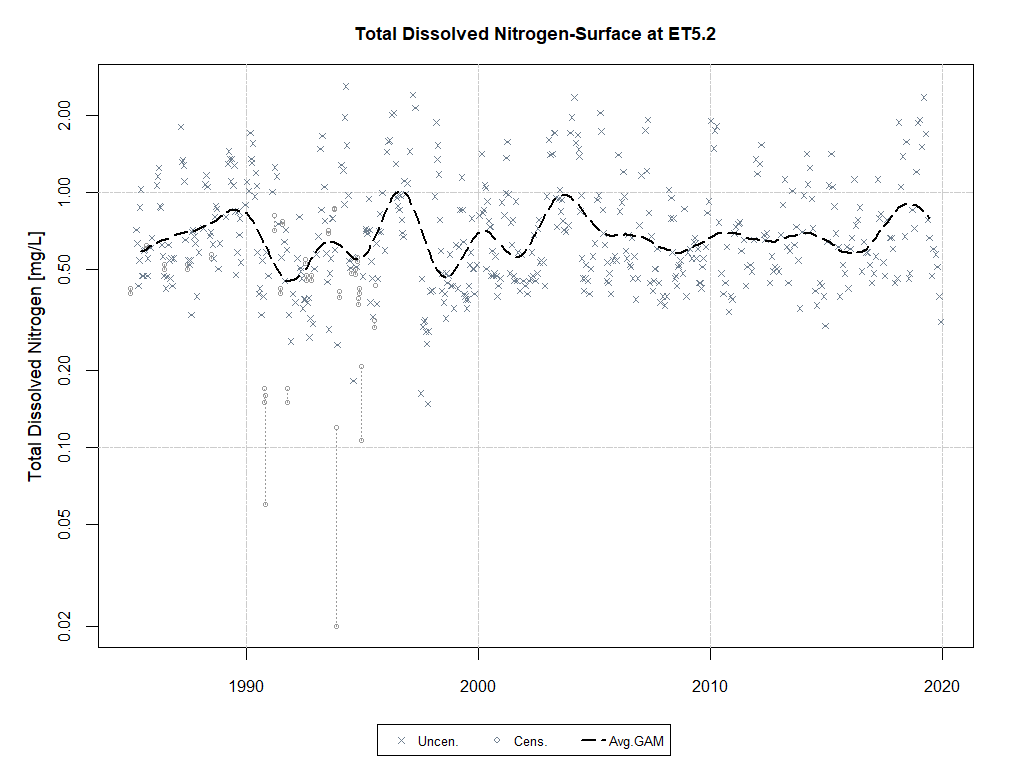 Total Dissolved Nitrogen-Surface at ET5.2
Total Dissolved Nitrogen [mg/L]
2.00
1.00
0.50
0.20
0.10
0.05
0.02
1990 2000 2010 2020
Uncen. Cens. Avg.GAM